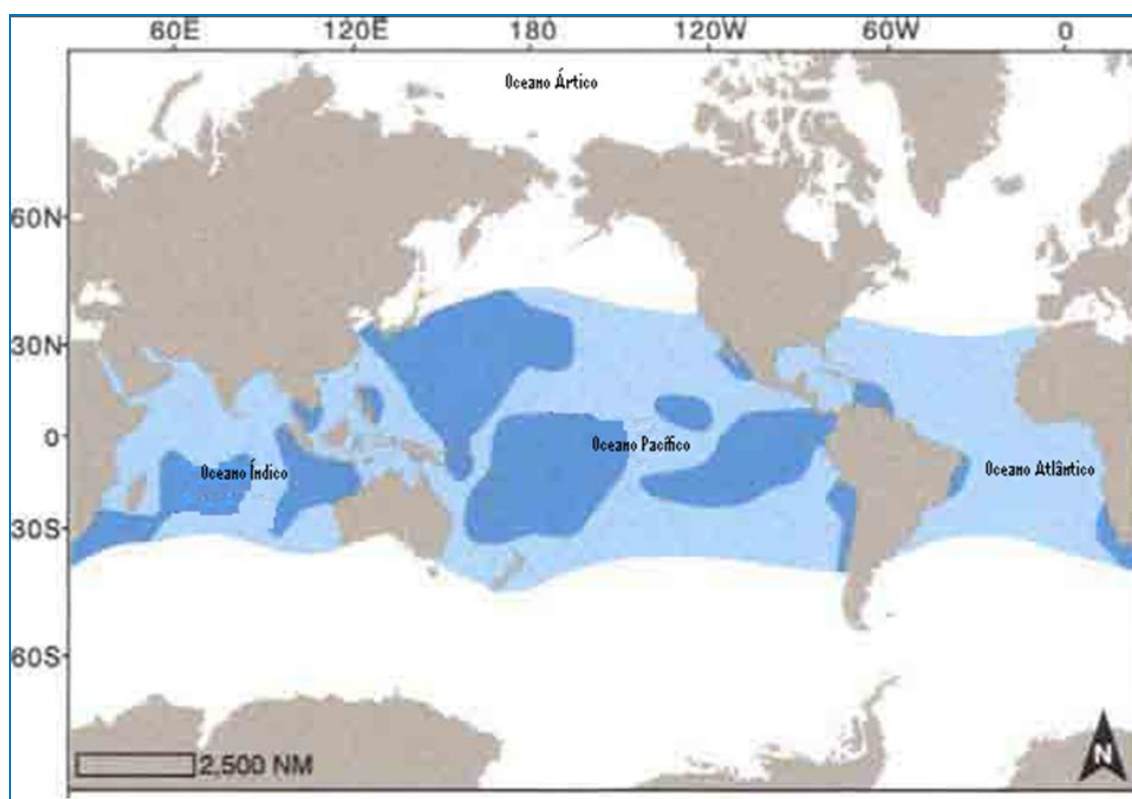 60E 120E 180 120W 60W 0
Oceano Ártico
60N
30N
0
Oceano Pacífico
Oceano Índico
Oceano Atlântico
30S
60S
2,500 NM
N